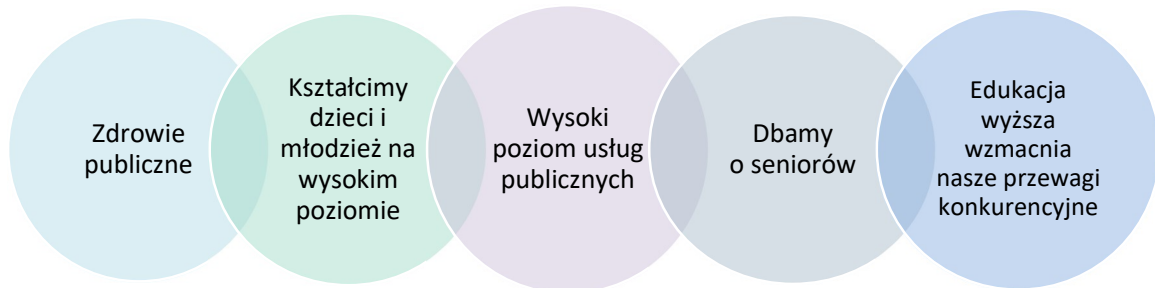 Zdrowie
publiczne
Kształcimy
dzieci i
młodzież na
wysokim
poziomie
Wysoki
poziom usług
publicznych
Dbamy
o seniorów
Edukacja
wyższa
wzmacnia
nasze przewagi
konkurencyjne